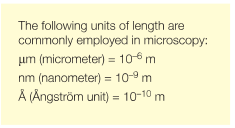 The following units of length are
commonly employed in microscopy:
μm (micrometer) = 10⁻⁶ m
nm (nanometer) = 10⁻⁹ m
Å (Ångström unit) = 10⁻¹⁰ m